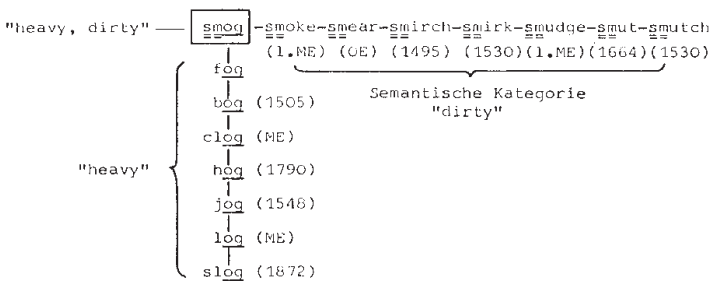 "heavy, dirty" — smog -smoke-smear-smirch-smirk-smudge-smut-smutch
(l.ME) (OE) (1495) (1530)(l.ME)(1664)(1530)
fog
Semantische Kategorie
bog (1505)
"dirty"
clog (ME)
"heavy"
hog (1790)
jog (1548)
log (ME)
slog (1872)